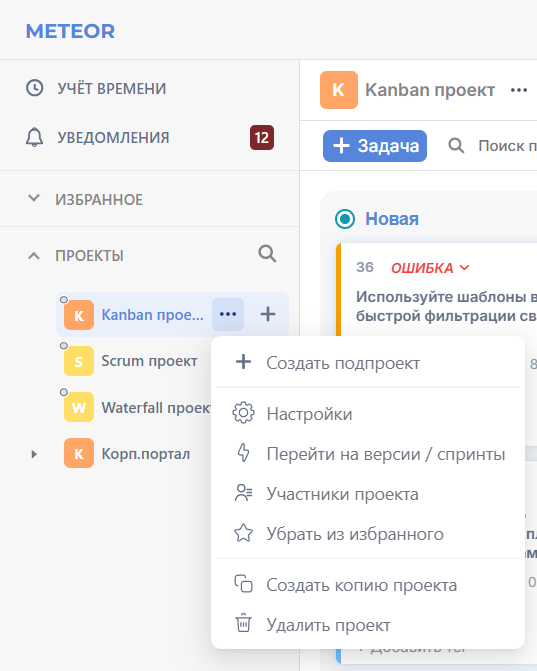 METEOR
УЧЁТ ВРЕМЕНИ
УВЕДОМЛЕНИЯ
12
ИЗБРАННОЕ
ПРОЕКТЫ
K
Kanban прое...
S
Scrum проект
W
Waterfall проект
K
Корп.портал
K
Kanban проект
Задача
Поиск п
Новая
36
ОШИБКА
Используйте шаблоны в
быстрой фильтрации св
Создать подпроект
Настройки
Перейти на версии / спринты
Участники проекта
Убрать из избранного
Создать копию проекта
Удалить проект